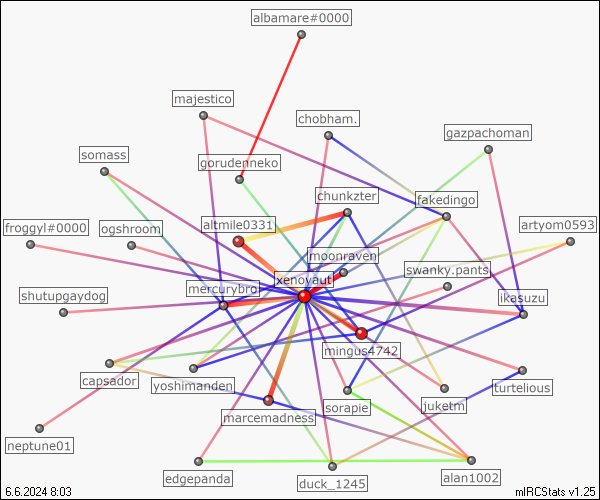 albamare#0000
majestico
chobham.
gazpachoman
somass
gorudenneko
chunkzter
fakedingo
froggyl#0000
ogshroom
altmile0331
artyom0593
moonraven
swanky.pants
xenoyaut
mercurybro
shutupgaydog
ikasuzu
mingus4742
capsador
yoshimanden
turtelious
marcemadness
sorapie
juketm
neptune01
edgepanda
duck_1245
alan1002
6.6.2024 8:03
mIRCStats v1.25